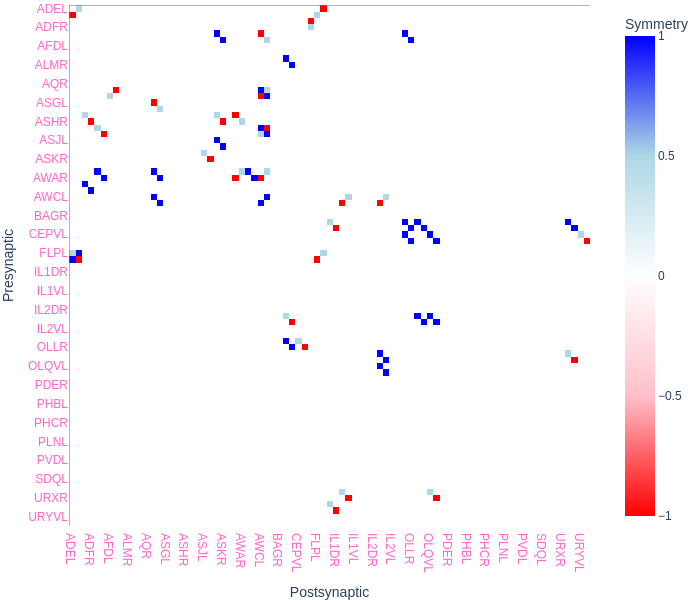 Symmetry
1
0.5
0
−0.5
−1
Presynaptic
ADEL
ADFR
AFDL
ALMR
AQR
ASGL
ASHR
ASJL
ASKR
AWAR
AWCL
BAGR
CEPVL
FLPL
IL1DR
IL1VL
IL2DR
IL2VL
OLLR
OLQVL
PDER
PHBL
PHCR
PLNL
PVDL
SDQL
URXR
URYVL
ADEL
ADFR
AFDL
ALMR
AQR
ASGL
ASHR
ASJL
ASKR
AWAR
AWCL
BAGR
CEPVL
FLPL
IL1DR
IL1VL
IL2DR
IL2VL
OLLR
OLQVL
PDER
PHBL
PHCR
PLNL
PVDL
SDQL
URXR
URYVL
Postsynaptic